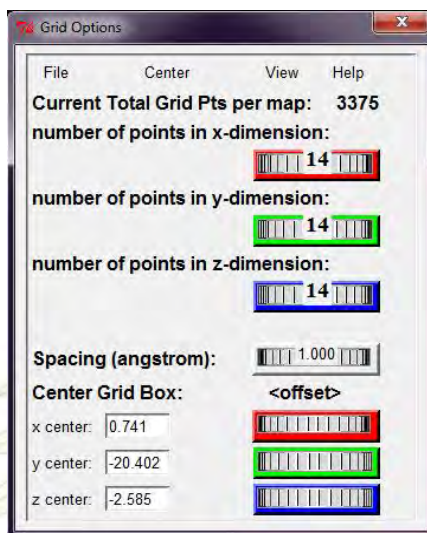 Grid Options
File Center View Help
Current Total Grid Pts per map: 3375
number of points in x-dimension:
14
number of points in y-dimension:
14
number of points in z-dimension:
14
Spacing (angstrom): 1.000
Center Grid Box: <offset>
x center: 0.741
y center: -20.402
z center: -2.585